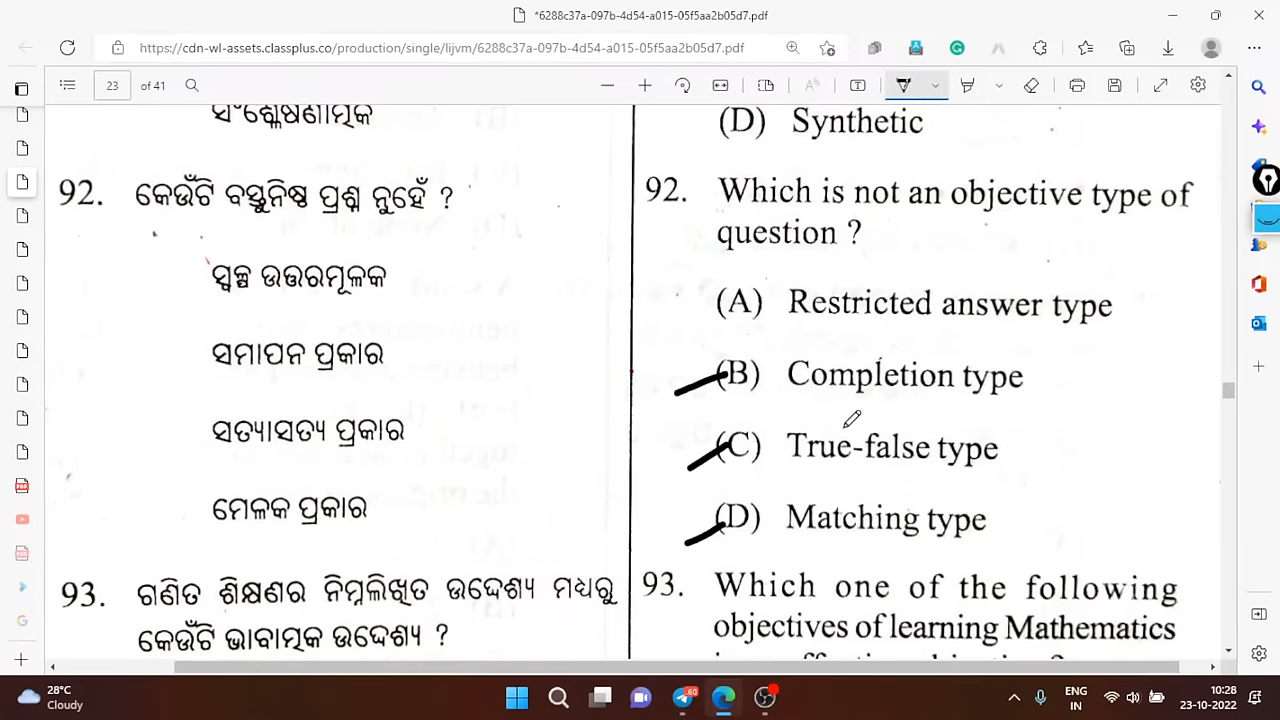 *6288c37a-097b-4d54-a015-05f5aa2b05d7.pdf
https://cdn-wl-assets.classplus.co/production/single/lijvm/6288c37a-097b-4d54-a015-05f5aa2b05d7.pdf
23 of 41
ସଂଶ୍ଳେଷଣାତ୍ମକ
92. କେଉଁଟି ବସ୍ତୁନିଷ୍ଠ ପ୍ରଶ୍ନ ନୁହେଁ ?
ସ୍ୱଳ୍ପ ଉତ୍ତରମୂଳକ
ସମାପନ ପ୍ରକାର
ସତ୍ୟାସତ୍ୟ ପ୍ରକାର
ମେଳକ ପ୍ରକାର
93. ଗଣିତ ଶିକ୍ଷଣର ନିମ୍ନଲିଖିତ ଉଦ୍ଦେଶ୍ୟ ମଧ୍ୟରୁ
କେଉଁଟି ଭାବାତ୍ମକ ଉଦ୍ଦେଶ୍ୟ ?
(D) Synthetic
92. Which is not an objective type of
question ?
(A) Restricted answer type
(B) Completion type
(C) True-false type
(D) Matching type
93. Which one of the following
objectives of learning Mathematics
28°C
Cloudy
60
ENG
IN
10:28
23-10-2022